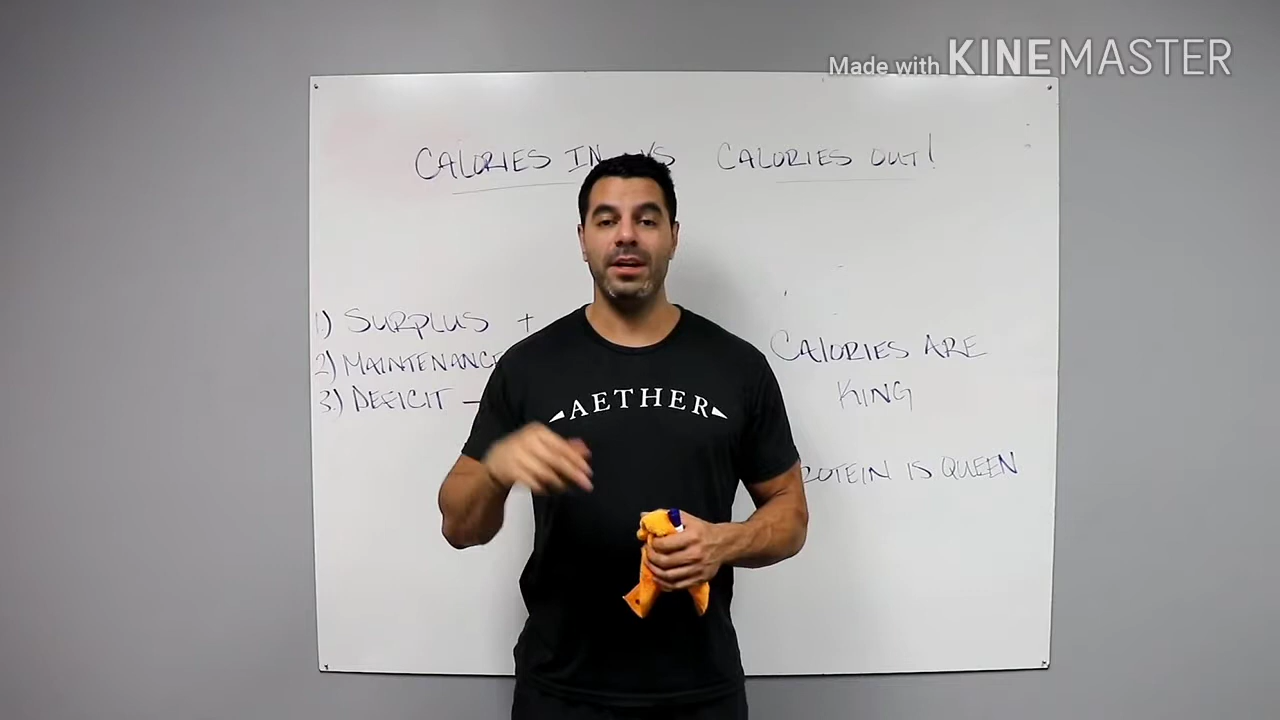 Made with KINEMASTER
CALORIES IN VS CALORIES OUT!
1) SURPLUS +
2) MAINTENANCE
3.) DEFICIT -
CALORIES ARE
KING
ROTEIN IS QUEEN
AETHER